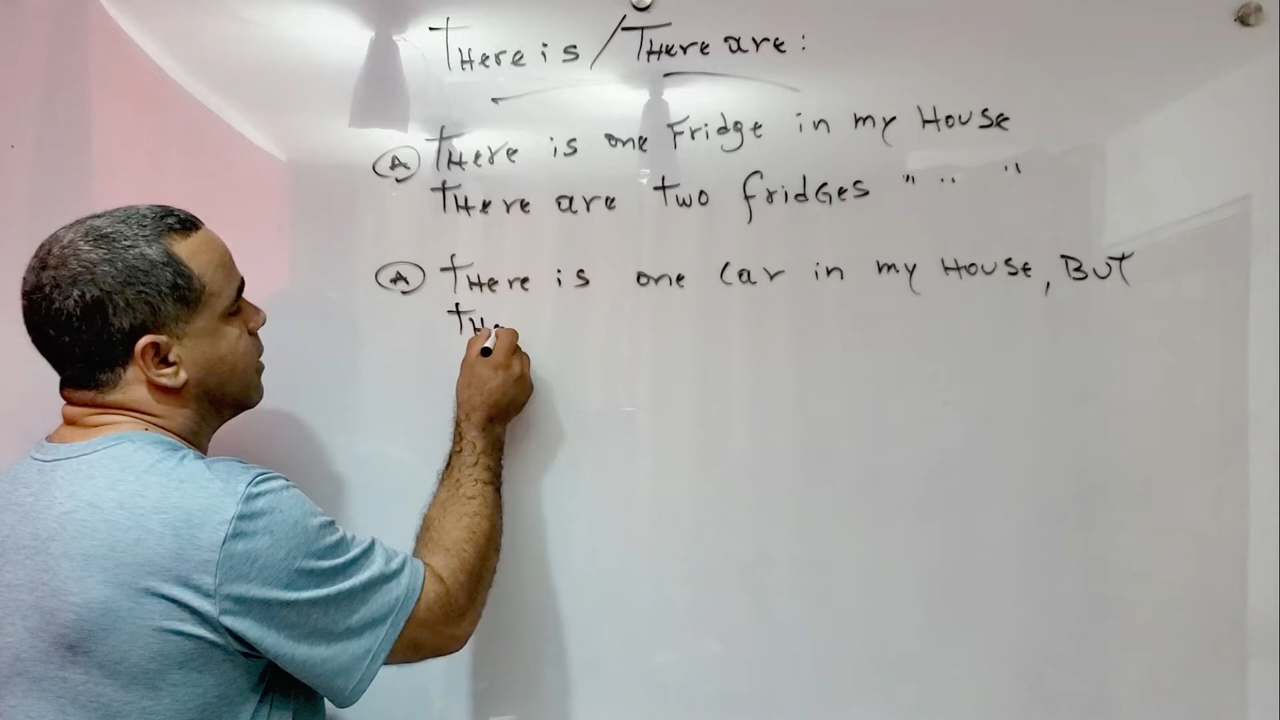 There is / There are:
(A) There is one Fridge in my House
There are two fridges " " "
(A) There is one Car in my House, But
The